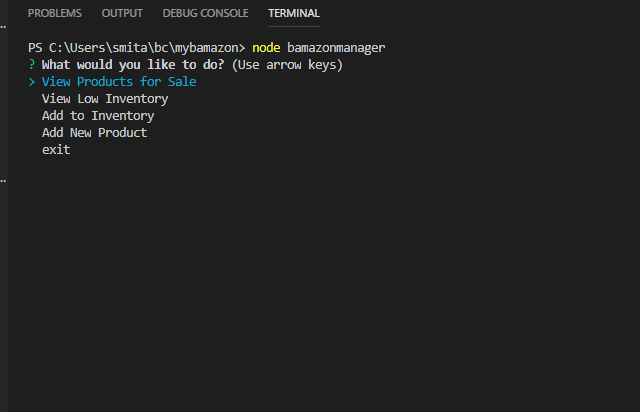 PROBLEMS OUTPUT DEBUG CONSOLE TERMINAL
PS C:\Users\smita\bc\mybamazon> node bamazonmanager
? What would you like to do? (Use arrow keys)
> View Products for Sale
View Low Inventory
Add to Inventory
Add New Product
exit